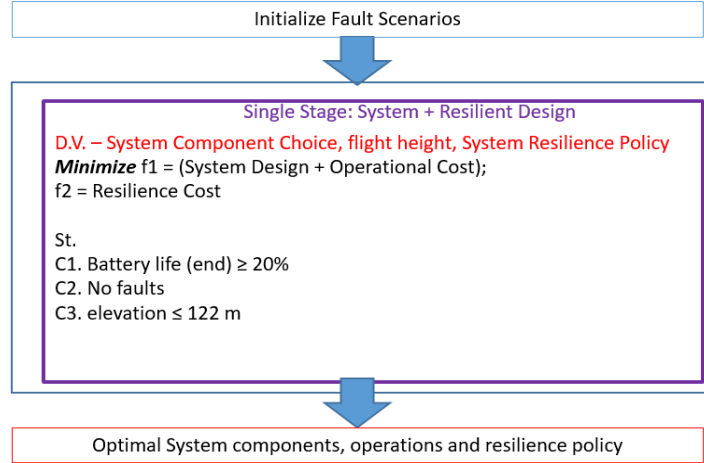 Initialize Fault Scenarios
Single Stage: System + Resilient Design
D.V. – System Component Choice, flight height, System Resilience Policy
Minimize f1 = (System Design + Operational Cost);
f2 = Resilience Cost
St.
C1. Battery life (end) ≥ 20%
C2. No faults
C3. elevation ≤ 122 m
Optimal System components, operations and resilience policy